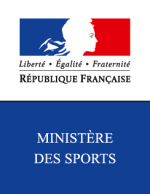 Liberté • Égalité • Fraternité
RÉPUBLIQUE FRANÇAISE
MINISTÈRE
DES SPORTS